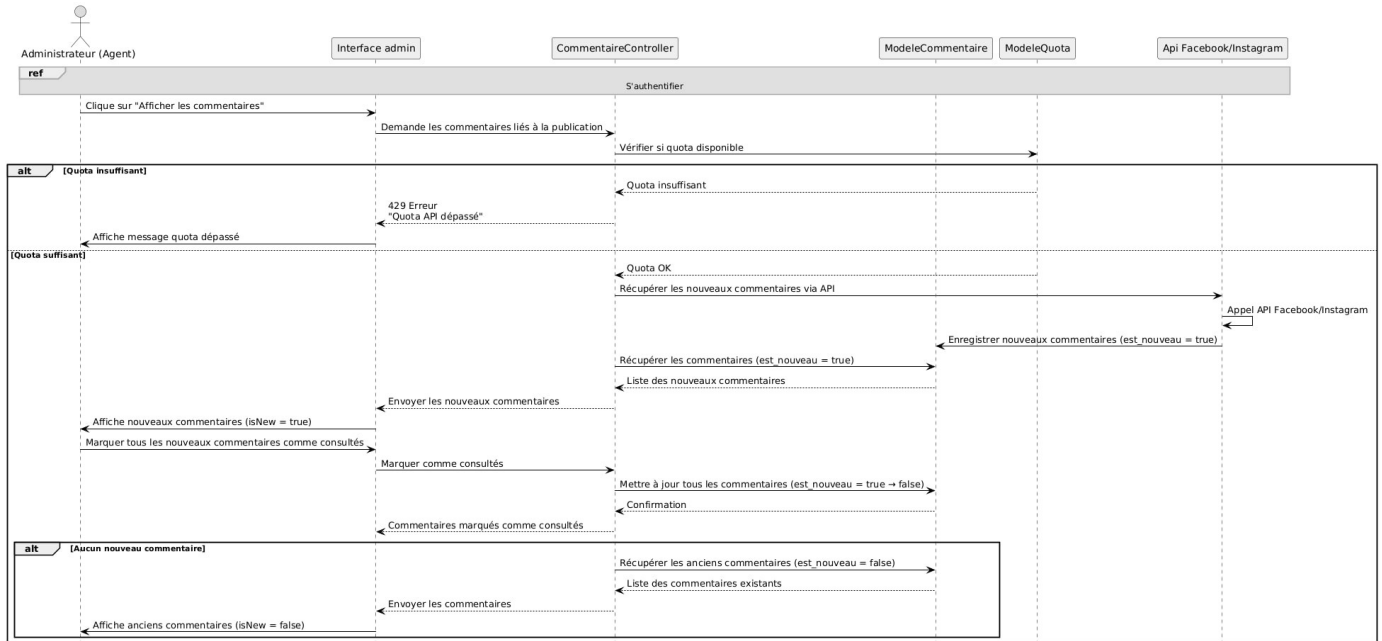 Administrateur (Agent)
Interface admin
CommentaireController
ModeleCommentaire
ModeleQuota
Api Facebook/Instagram
ref
S'authentifier
Clique sur "Afficher les commentaires"
Demande les commentaires liés à la publication
Vérifier si quota disponible
alt
[Quota insuffisant]
Quota insuffisant
429 Erreur
"Quota API dépassé"
Affiche message quota dépassé
[Quota suffisant]
Quota OK
Récupérer les nouveaux commentaires via API
Appel API Facebook/Instagram
Enregistrer nouveaux commentaires (est_nouveau = true)
Récupérer les commentaires (est_nouveau = true)
Liste des nouveaux commentaires
Envoyer les nouveaux commentaires
Affiche nouveaux commentaires (isNew = true)
Marquer tous les nouveaux commentaires comme consultés
Marquer comme consultés
Mettre à jour tous les commentaires (est_nouveau = true → false)
Confirmation
Commentaires marqués comme consultés
alt
[Aucun nouveau commentaire]
Récupérer les anciens commentaires (est_nouveau = false)
Liste des commentaires existants
Envoyer les commentaires
Affiche anciens commentaires (isNew = false)